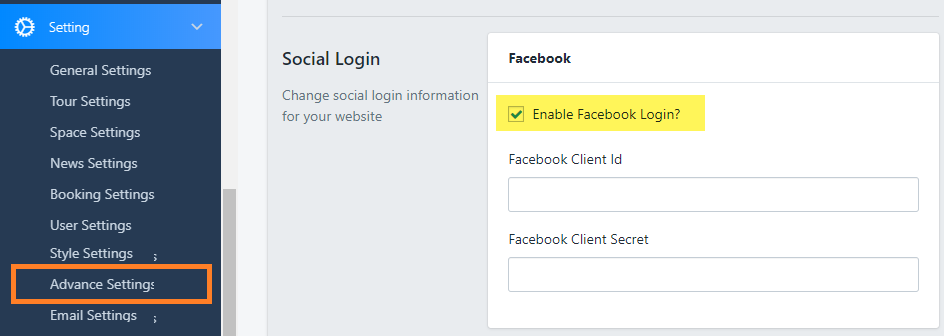 Setting
General Settings
Tour Settings
Space Settings
News Settings
Booking Settings
User Settings
Style Settings
Advance Settings
Email Settings
Social Login
Change social login information
for your website
Facebook
Enable Facebook Login?
Facebook Client Id
Facebook Client Secret